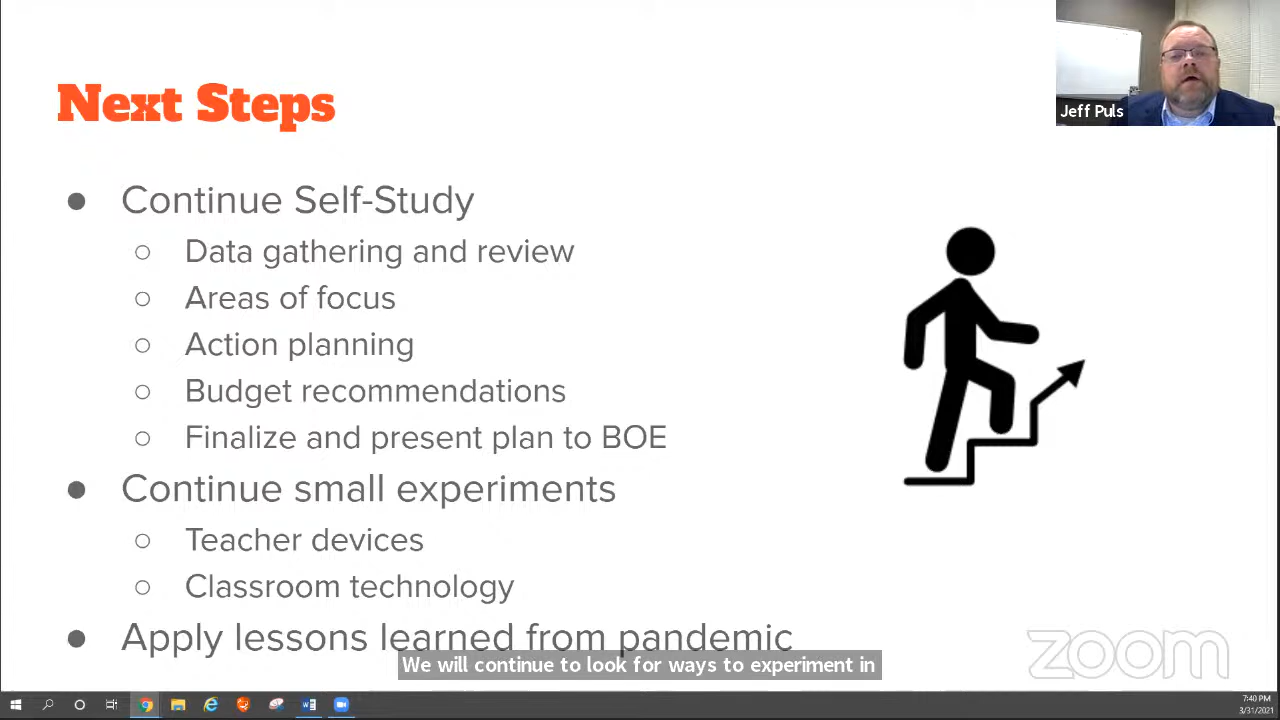 Next Steps
Jeff Puls
● Continue Self-Study
○ Data gathering and review
○ Areas of focus
○ Action planning
○ Budget recommendations
○ Finalize and present plan to BOE
● Continue small experiments
○ Teacher devices
○ Classroom technology
● Apply lessons learned from pandemic
We will continue to look for ways to experiment in
zoom
7:40 PM
3/31/2021